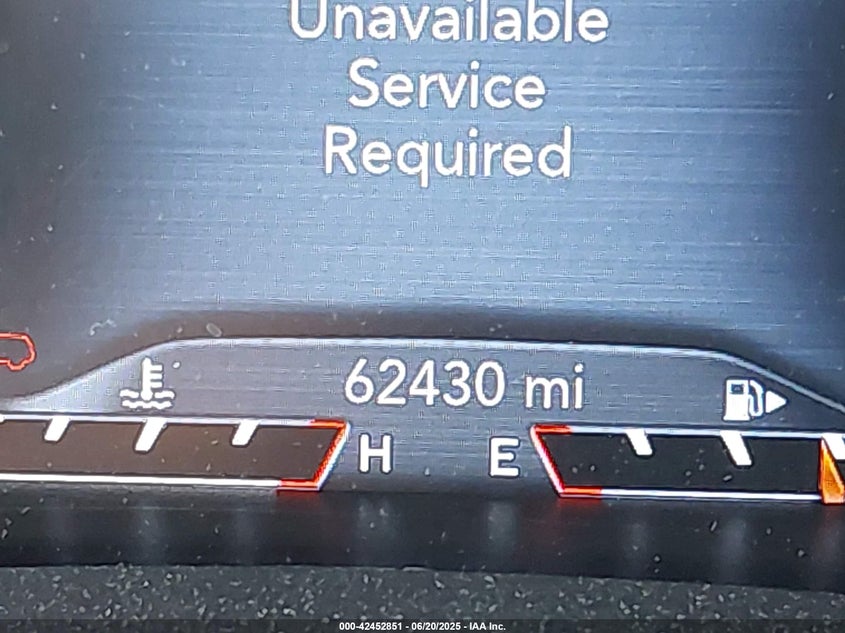 Unavailable
Service
Required
62430 mi
H E
000-42452851 - 06/20/2025 - IAA Inc.